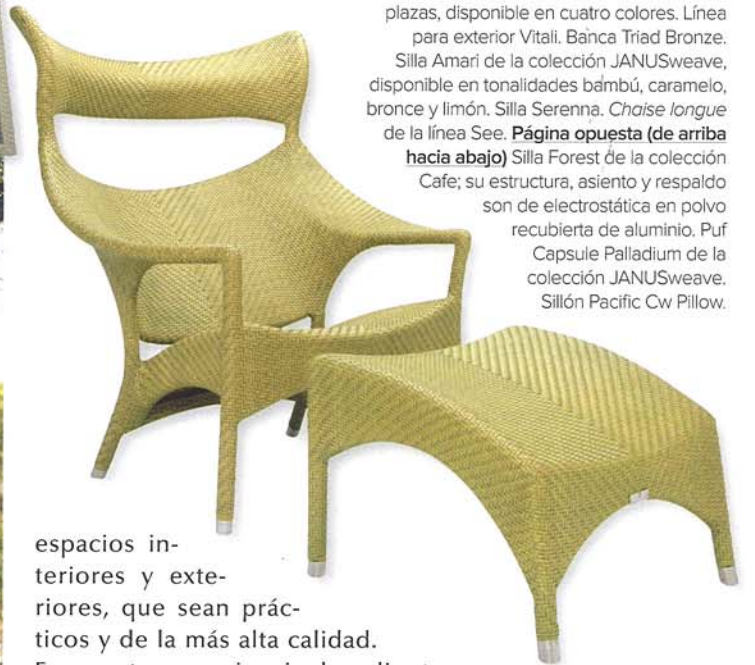 plazas, disponible en cuatro colores. Línea
para exterior Vitali. Banca Triad Bronze.
Silla Amari de la colección JANUSweave,
disponible en tonalidades bambú, caramelo,
bronce y limón. Silla Serenna. Chaise longue
de la línea See. Página opuesta (de arriba
hacia abajo) Silla Forest de la colección
Cafe; su estructura, asiento y respaldo
son de electrostática en polvo
recubierta de aluminio. Puf
Capsule Palladium de la
colección JANUSweave.
Sillón Pacific Cw Pillow.
espacios in-
teriores y exte-
riores, que sean prác-
ticos y de la más alta calidad.